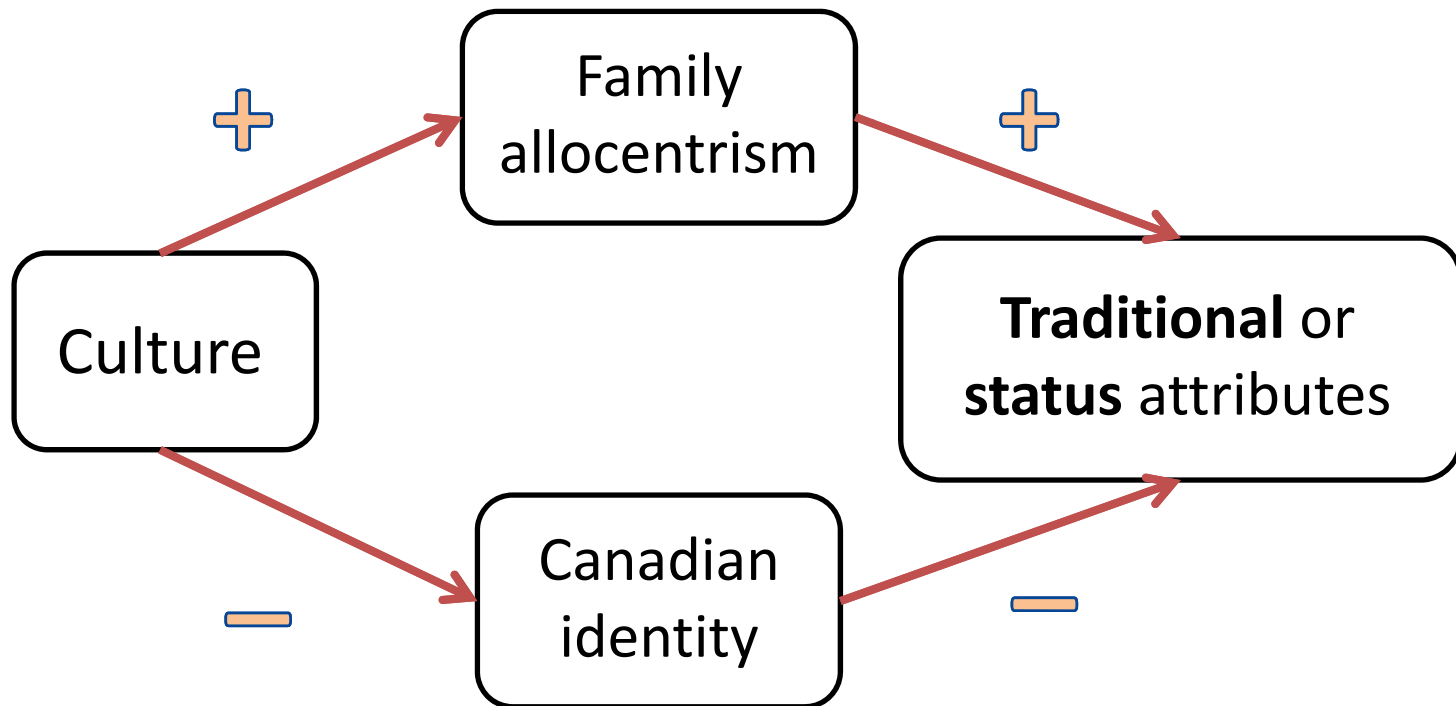 Family
allocentrism
Culture
Traditional or
status attributes
Canadian
identity